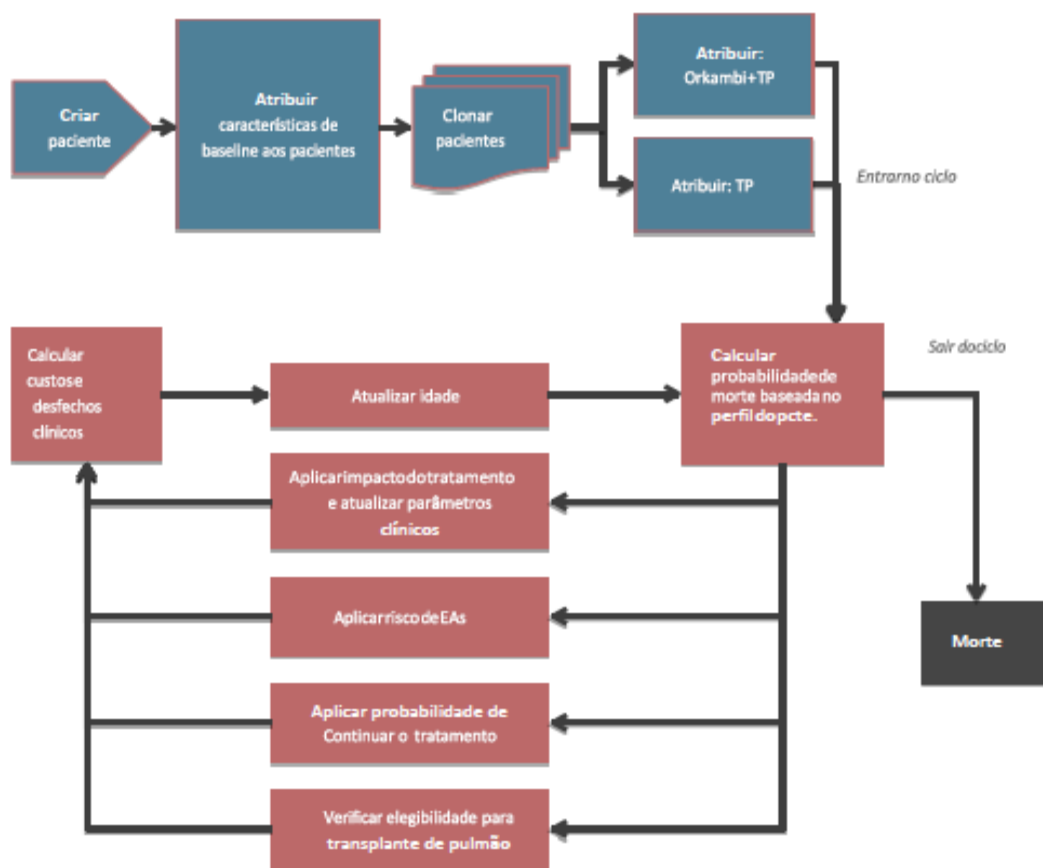 Criar
paciente
Atribuir
características de
baseline aos pacientes
Clonar
pacientes
Atribuir:
Orkambi+TP
Atribuir: TP
Entrarno ciclo
Calcular
custose
desfechos
clínicos
Atualizar idade
Calcular
probabilidadede
morte baseada no
perfil dopcte.
Sair dociclo
Aplicarimpactodotratamento
e atualizar parâmetros
clínicos
AplicarriscodeEAs
Aplicar probabilidade de
Continuar o tratamento
Verificar elegibilidade para
transplante de pulmão
Morte